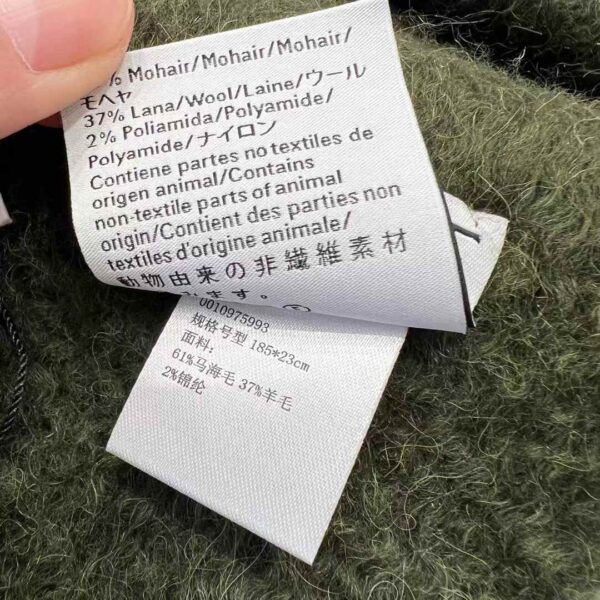 % Mohair/Mohair/Mohair/
モヘヤ
37% Lana/Wool/Laine/ウール
2% Poliamida/Polyamide/
Polyamide/ナイロン
Contiene partes no textiles de
origen animal/Contains
non-textile parts of animal
origin/Contient des parties non
textiles d'origine animale/
動物由来の非繊維素材
ます。
0010975993
规格号型 185*23cm
面料:
61%马海毛 37%羊毛
2%锦纶